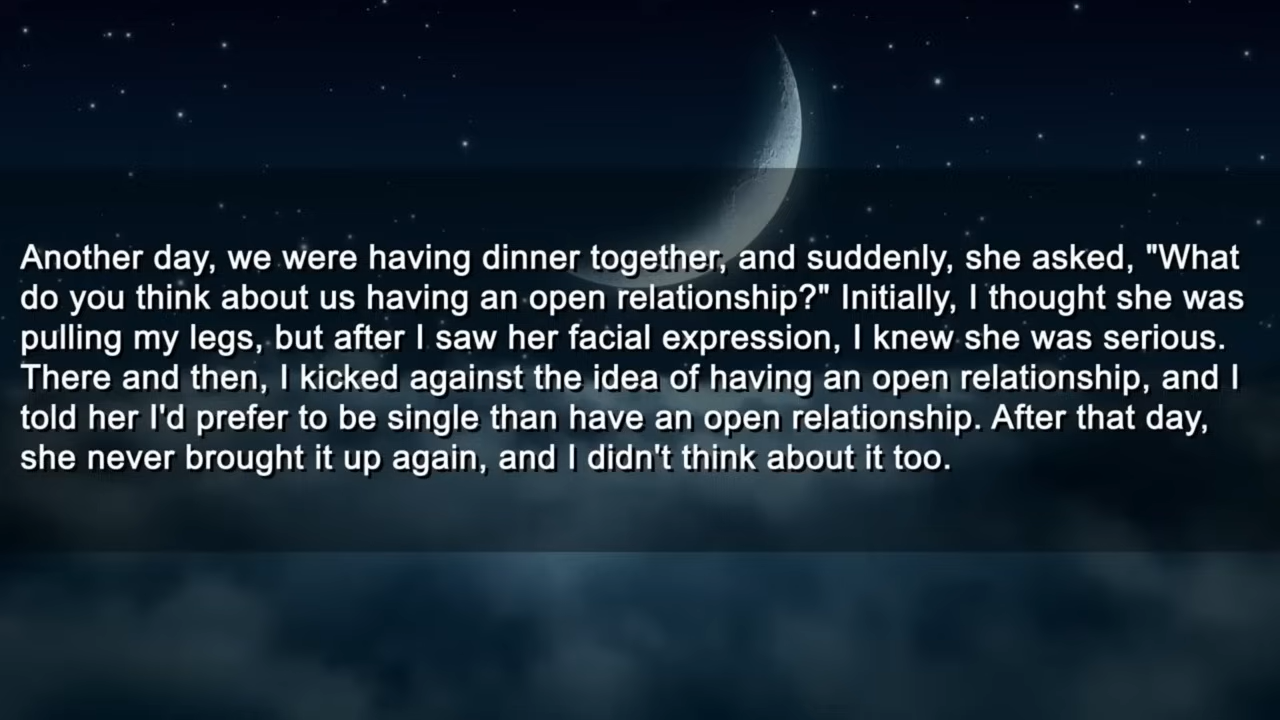 Another day, we were having dinner together, and suddenly, she asked, "What
do you think about us having an open relationship?" Initially, I thought she was
pulling my legs, but after I saw her facial expression, I knew she was serious.
There and then, I kicked against the idea of having an open relationship, and I
told her I'd prefer to be single than have an open relationship. After that day,
she never brought it up again, and I didn't think about it too.